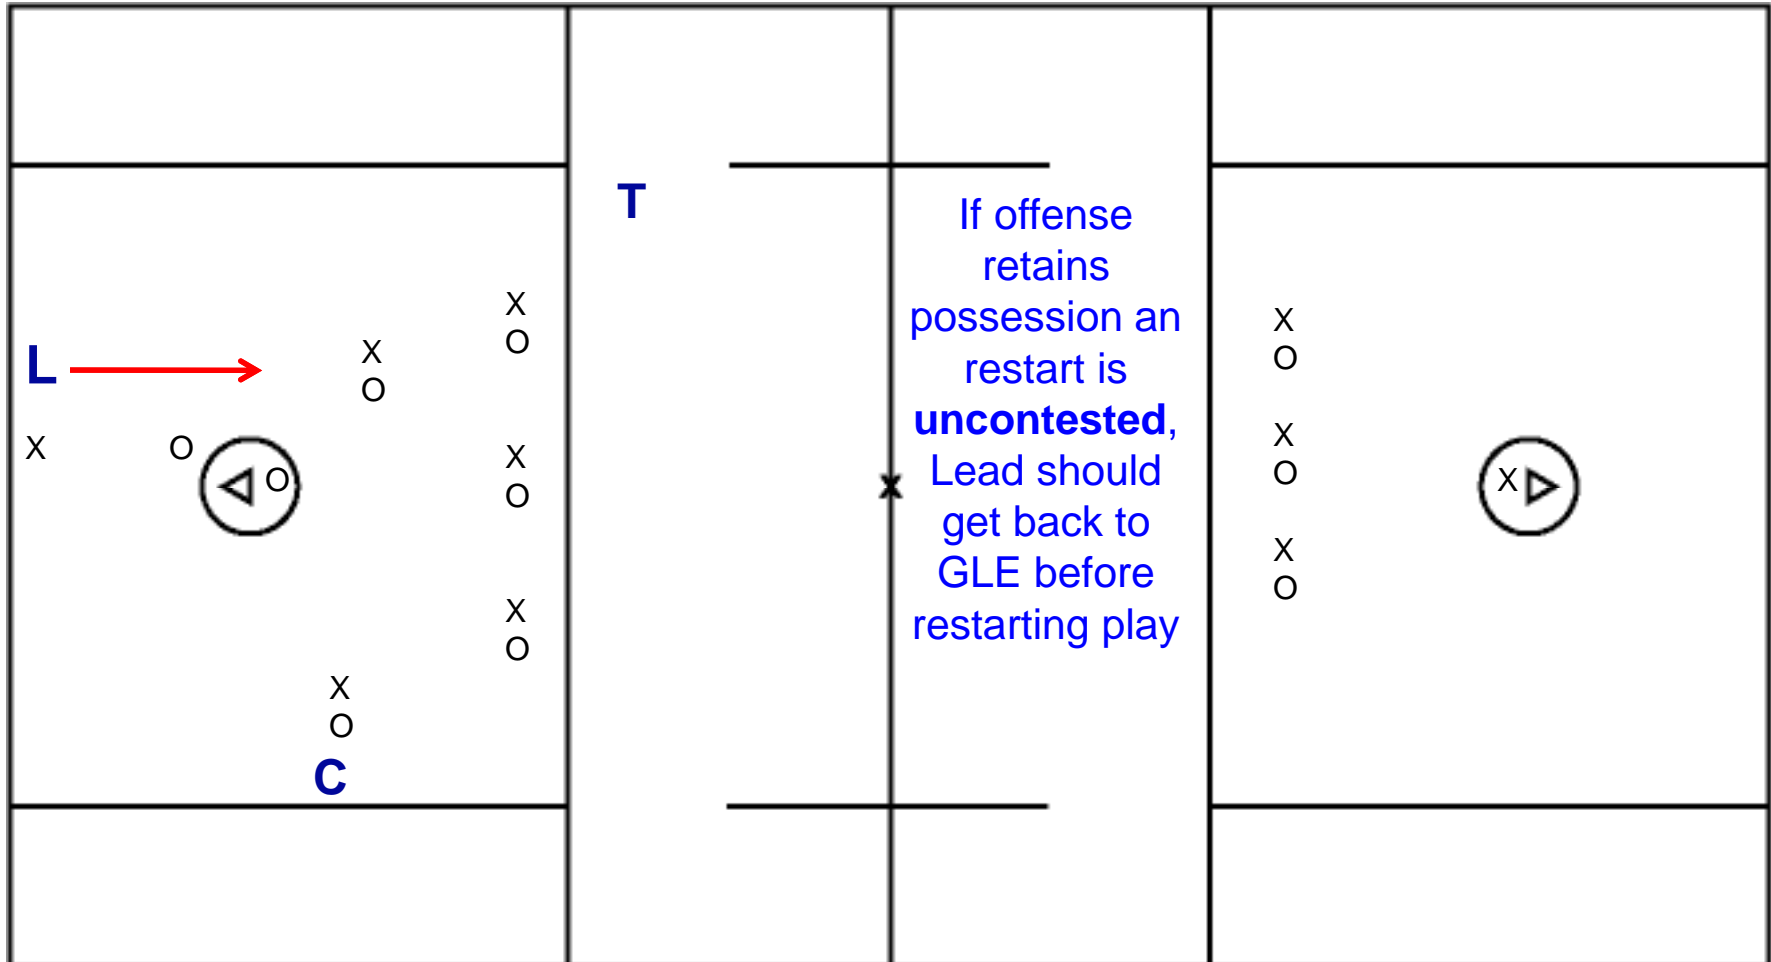 T
If offense
retains
possession an
restart is
uncontested,
Lead should
get back to
GLE before
restarting play
X
O
X
O
X
O
L
X
O
X
O
O
X
O
X
X
O
X
O
X
X
O
X
O
X
O
C